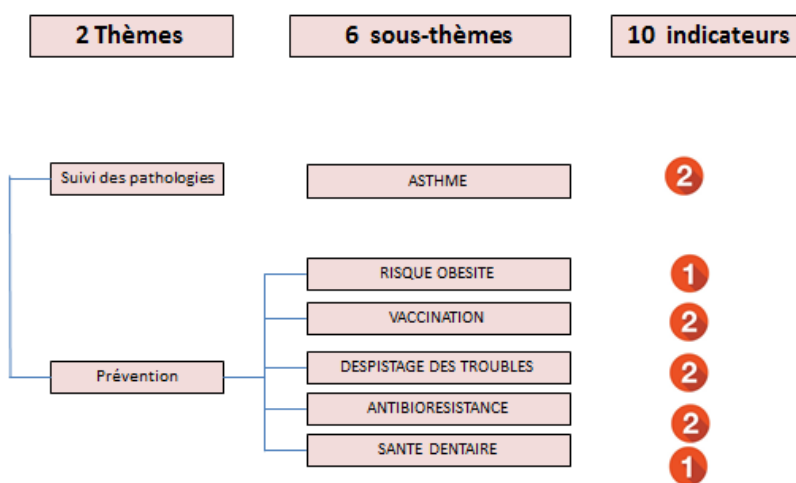 2 Thèmes 6 sous-thèmes 10 indicateurs
Suivi des pathologies ASTHME 2
RISQUE OBESITE 1
VACCINATION 2
Prévention DESPISTAGE DES TROUBLES 2
ANTIBIORESISTANCE 2
SANTE DENTAIRE 1